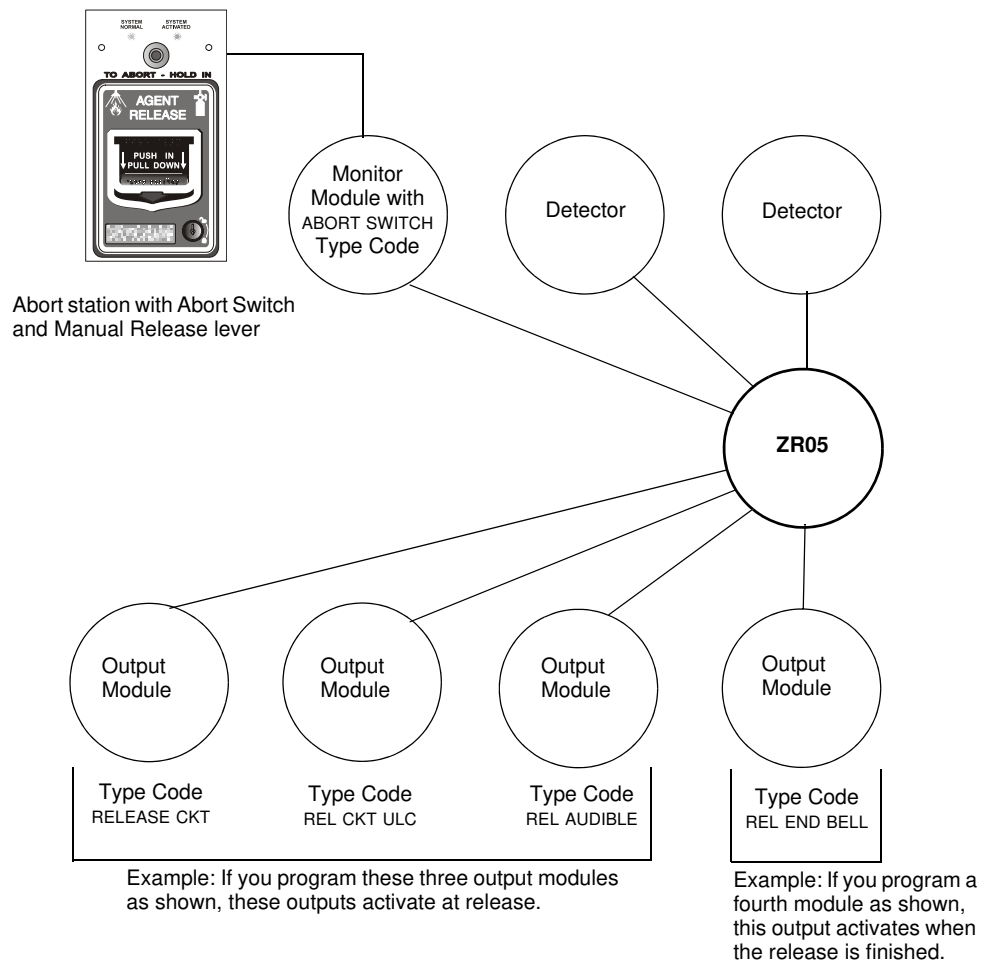 SYSTEM NORMAL
SYSTEM ACTIVATED
TO ABORT - HOLD IN
AGENT
RELEASE
PUSH IN
PULL DOWN
Abort station with Abort Switch
and Manual Release lever
Monitor
Module with
ABORT SWITCH
Type Code
Detector
Detector
ZR05
Output
Module
Output
Module
Output
Module
Output
Module
Type Code
RELEASE CKT
Type Code
REL CKT ULC
Type Code
REL AUDIBLE
Type Code
REL END BELL
Example: If you program these three output modules
as shown, these outputs activate at release.
Example: If you program a
fourth module as shown,
this output activates when
the release is finished.